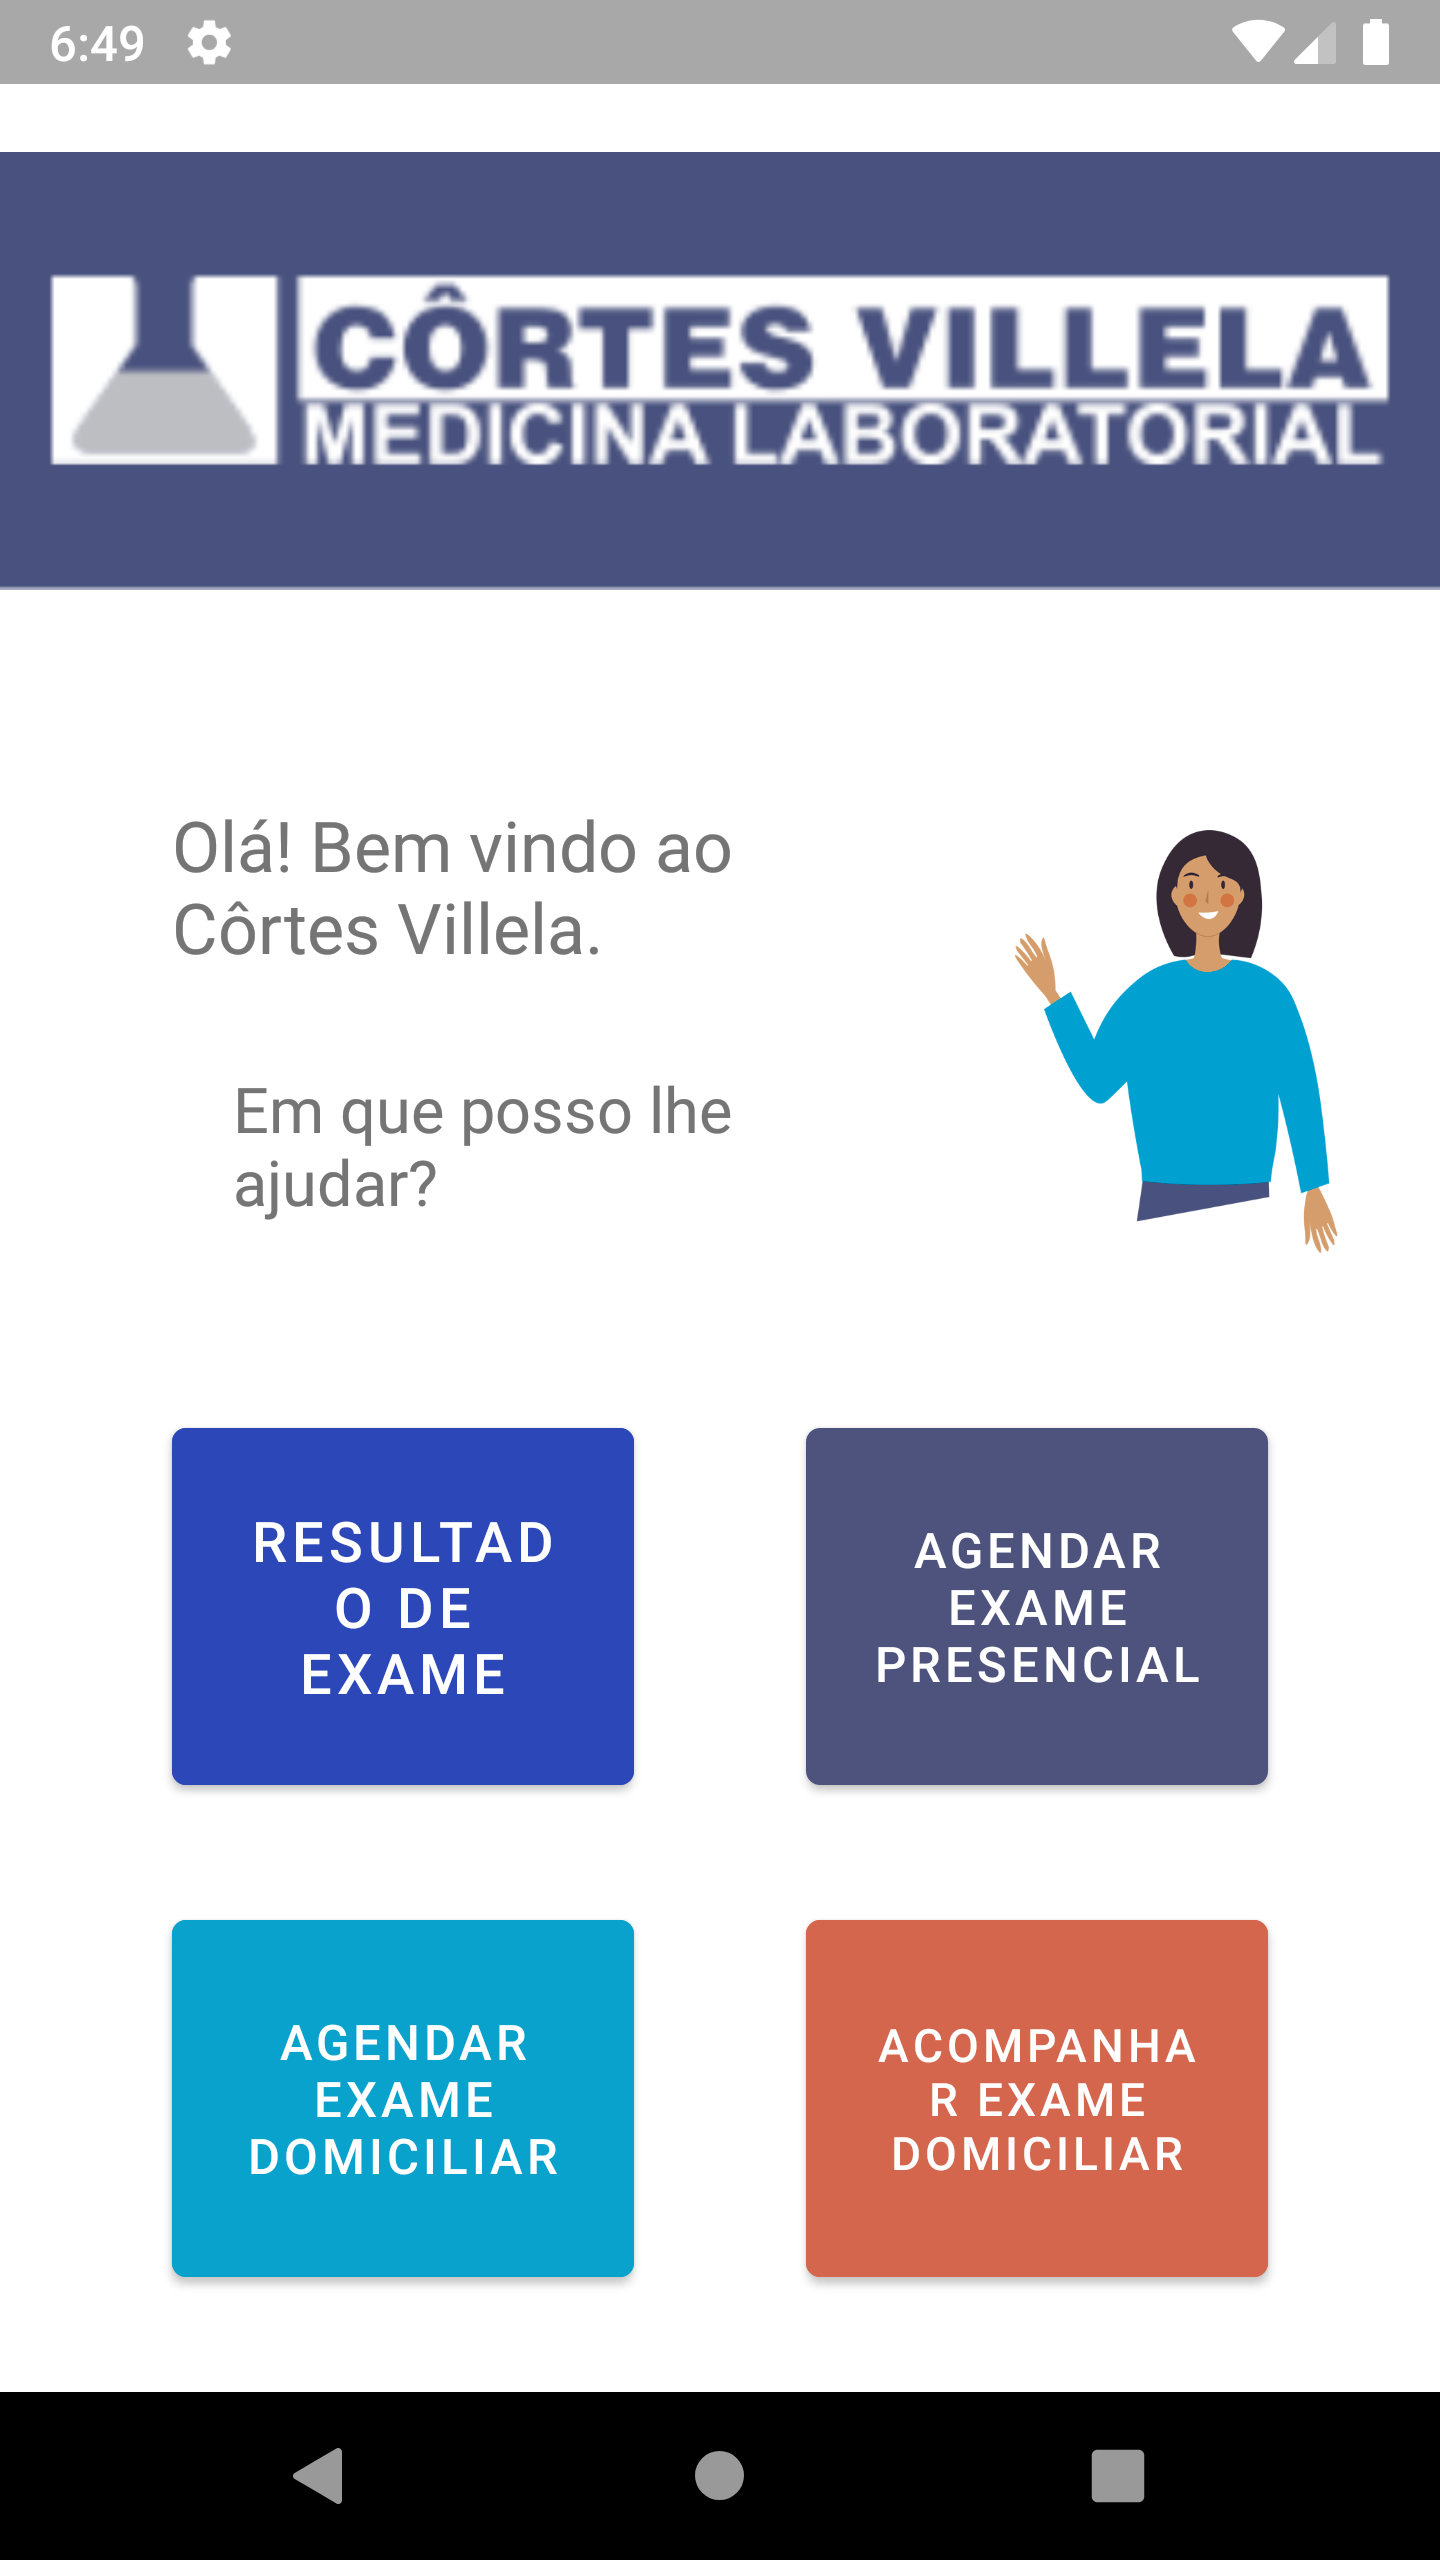 6:49
CÔRTES VILLELA
MEDICINA LABORATORIAL
Olá! Bem vindo ao
Côrtes Villela.
Em que posso lhe
ajudar?
RESULTAD
O DE
EXAME
AGENDAR
EXAME
PRESENCIAL
AGENDAR
EXAME
DOMICILIAR
ACOMPANHA
R EXAME
DOMICILIAR